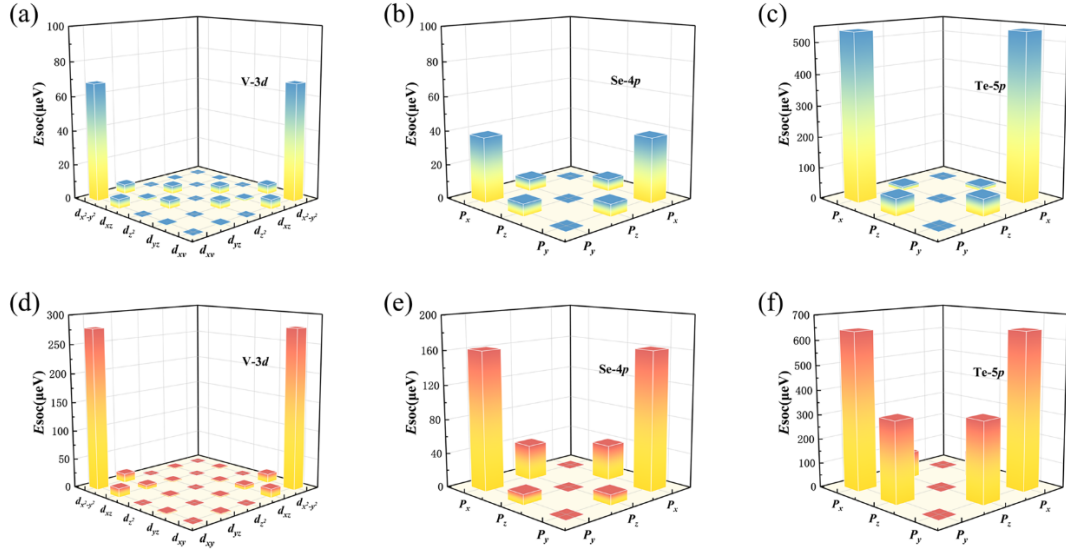 (a)
100
80
60
40
20
0
Esoc(μeV)
V-3d
dx²-y²
dxz
dz²
dyz
dxy
dxy
dyz
dz²
dxz
dx²-y²
(b)
100
80
60
40
20
0
Esoc(μeV)
Se-4p
Px
Pz
Py
Py
Pz
Px
(c)
500
400
300
200
100
0
Esoc(μeV)
Te-5p
Px
Pz
Py
Py
Pz
Px
(d)
300
250
200
150
100
50
0
Esoc(μeV)
V-3d
dx²-y²
dxz
dz²
dyz
dxy
dxy
dyz
dz²
dxz
dx²-y²
(e)
200
160
120
80
40
0
Esoc(μeV)
Se-4p
Px
Pz
Py
Py
Pz
Px
(f)
700
600
500
400
300
200
100
0
Esoc(μeV)
Te-5p
Px
Pz
Py
Py
Pz
Px